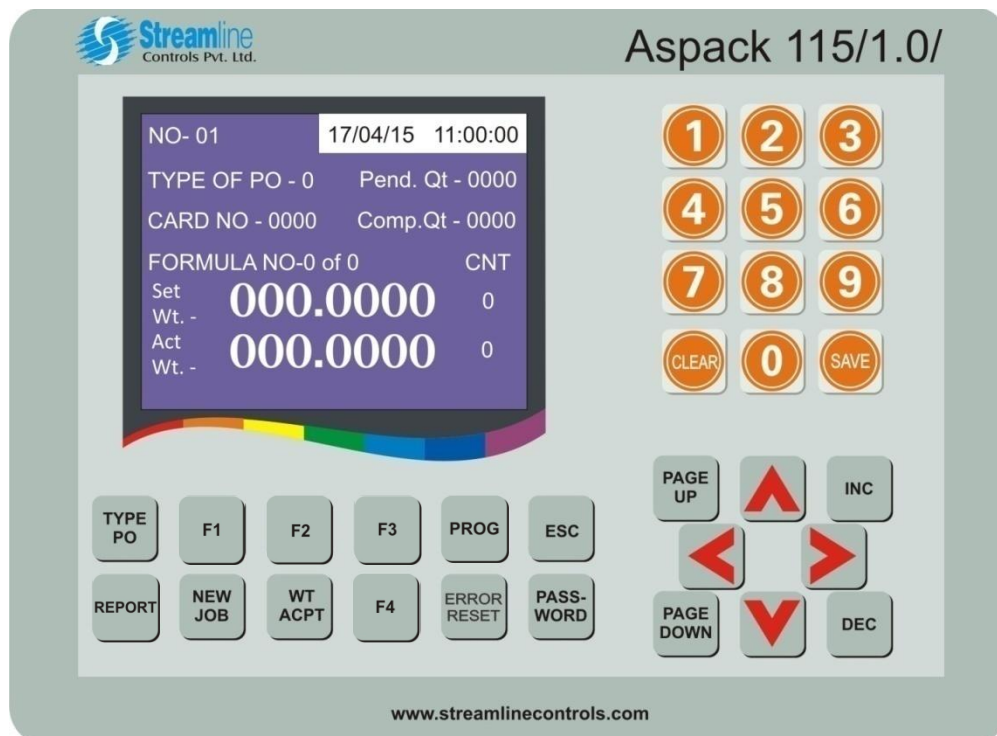 Streamline
Controls Pvt. Ltd.
Aspack 115/1.0/
NO- 01 17/04/15 11:00:00
TYPE OF PO - 0 Pend. Qt - 0000
CARD NO - 0000 Comp.Qt - 0000
FORMULA NO-0 of 0 CNT
Set
Wt. - 000.0000 0
Act
Wt. - 000.0000 0
1 2 3
4 5 6
7 8 9
CLEAR 0 SAVE
TYPE
PO
F1
F2
F3
PROG
ESC
REPORT
NEW
JOB
WT
ACPT
F4
ERROR
RESET
PASS-
WORD
PAGE
UP
INC
PAGE
DOWN
DEC
www.streamlinecontrols.com